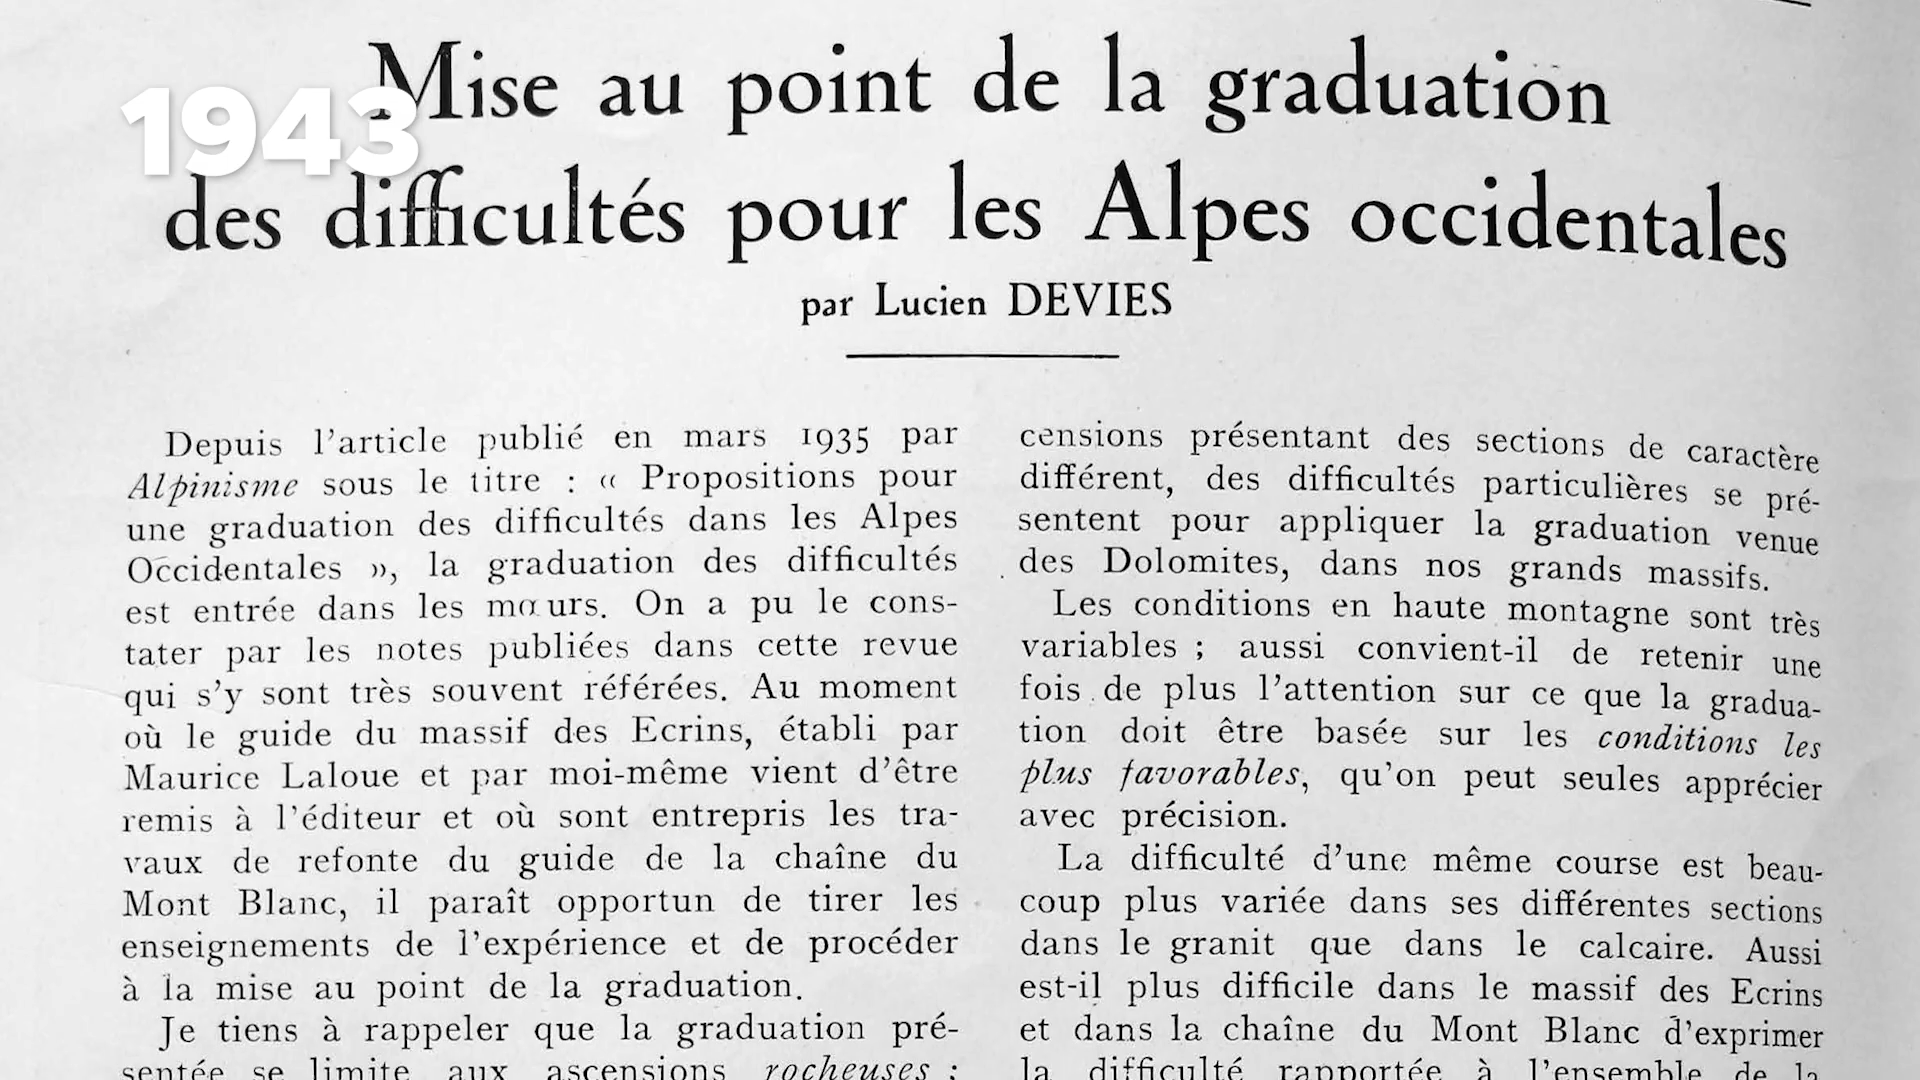 1943
Mise au point de la graduation
des difficultés pour les Alpes occidentales
par Lucien DEVIES
Depuis l'article publié en mars 1935 par
Alpinisme sous le titre : « Propositions pour
une graduation des difficultés dans les Alpes
Occidentales », la graduation des difficultés
est entrée dans les mœurs. On a pu le cons-
tater par les notes publiées dans cette revue
qui s'y sont très souvent référées. Au moment
où le guide du massif des Ecrins, établi par
Maurice Laloue et par moi-même vient d'être
remis à l'éditeur et où sont entrepris les tra-
vaux de refonte du guide de la chaîne du
Mont Blanc, il paraît opportun de tirer les
enseignements de l'expérience et de procéder
à la mise au point de la graduation.
Je tiens à rappeler que la graduation pré-
sentée se limite aux ascensions rocheuses ;
censions présentant des sections de caractère
différent, des difficultés particulières se pré-
sentent pour appliquer la graduation venue
des Dolomites, dans nos grands massifs.
Les conditions en haute montagne sont très
variables ; aussi convient-il de retenir une
fois de plus l'attention sur ce que la gradua-
tion doit être basée sur les conditions les
plus favorables, qu'on peut seules apprécier
avec précision.
La difficulté d'une même course est beau-
coup plus variée dans ses différentes sections
dans le granit que dans le calcaire. Aussi
est-il plus difficile dans le massif des Ecrins
et dans la chaîne du Mont Blanc d'exprimer
la difficulté rapportée à l'ensemble de la